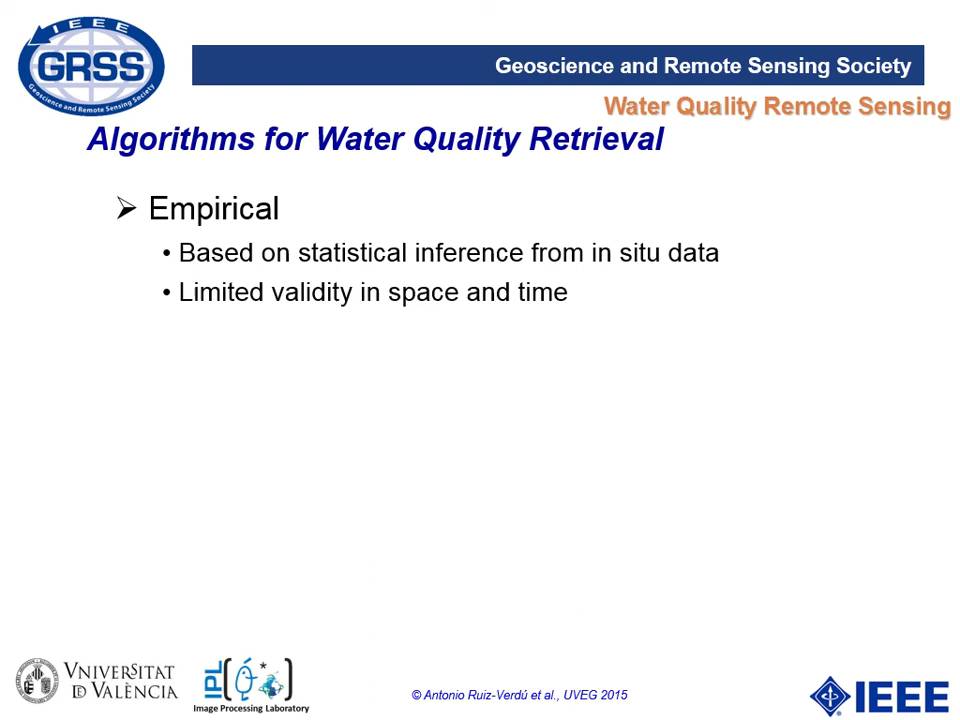 IEEE
GRSS
Geoscience and Remote Sensing Society
Geoscience and Remote Sensing Society
Water Quality Remote Sensing
Algorithms for Water Quality Retrieval
➢ Empirical
• Based on statistical inference from in situ data
• Limited validity in space and time
VNIVERSITAT
DE VALÈNCIA
IPL
Image Processing Laboratory
© Antonio Ruiz-Verdú et al., UVEG 2015
IEEE